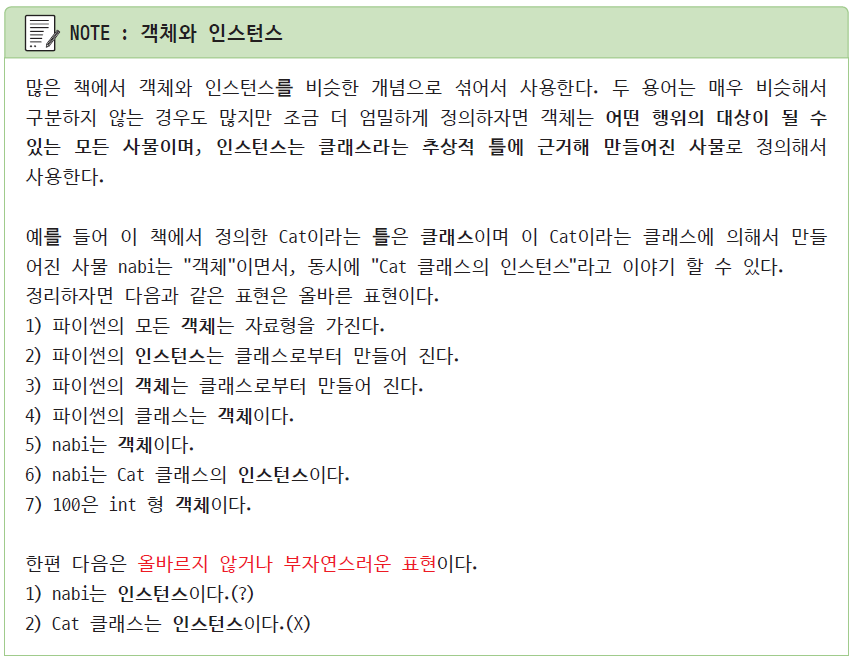 NOTE : 객체와 인스턴스
많은 책에서 객체와 인스턴스를 비슷한 개념으로 섞어서 사용한다. 두 용어는 매우 비슷해서
구분하지 않는 경우도 많지만 조금 더 엄밀하게 정의하자면 객체는 어떤 행위의 대상이 될 수
있는 모든 사물이며, 인스턴스는 클래스라는 추상적 틀에 근거해 만들어진 사물로 정의해서
사용한다.
예를 들어 이 책에서 정의한 Cat이라는 틀은 클래스이며 이 Cat이라는 클래스에 의해서 만들
어진 사물 nabi는 "객체"이면서, 동시에 "Cat 클래스의 인스턴스"라고 이야기 할 수 있다.
정리하자면 다음과 같은 표현은 올바른 표현이다.
1) 파이썬의 모든 객체는 자료형을 가진다.
2) 파이썬의 인스턴스는 클래스로부터 만들어 진다.
3) 파이썬의 객체는 클래스로부터 만들어 진다.
4) 파이썬의 클래스는 객체이다.
5) nabi는 객체이다.
6) nabi는 Cat 클래스의 인스턴스이다.
7) 100은 int 형 객체이다.
한편 다음은 올바르지 않거나 부자연스러운 표현이다.
1) nabi는 인스턴스이다.(?)
2) Cat 클래스는 인스턴스이다.(X)